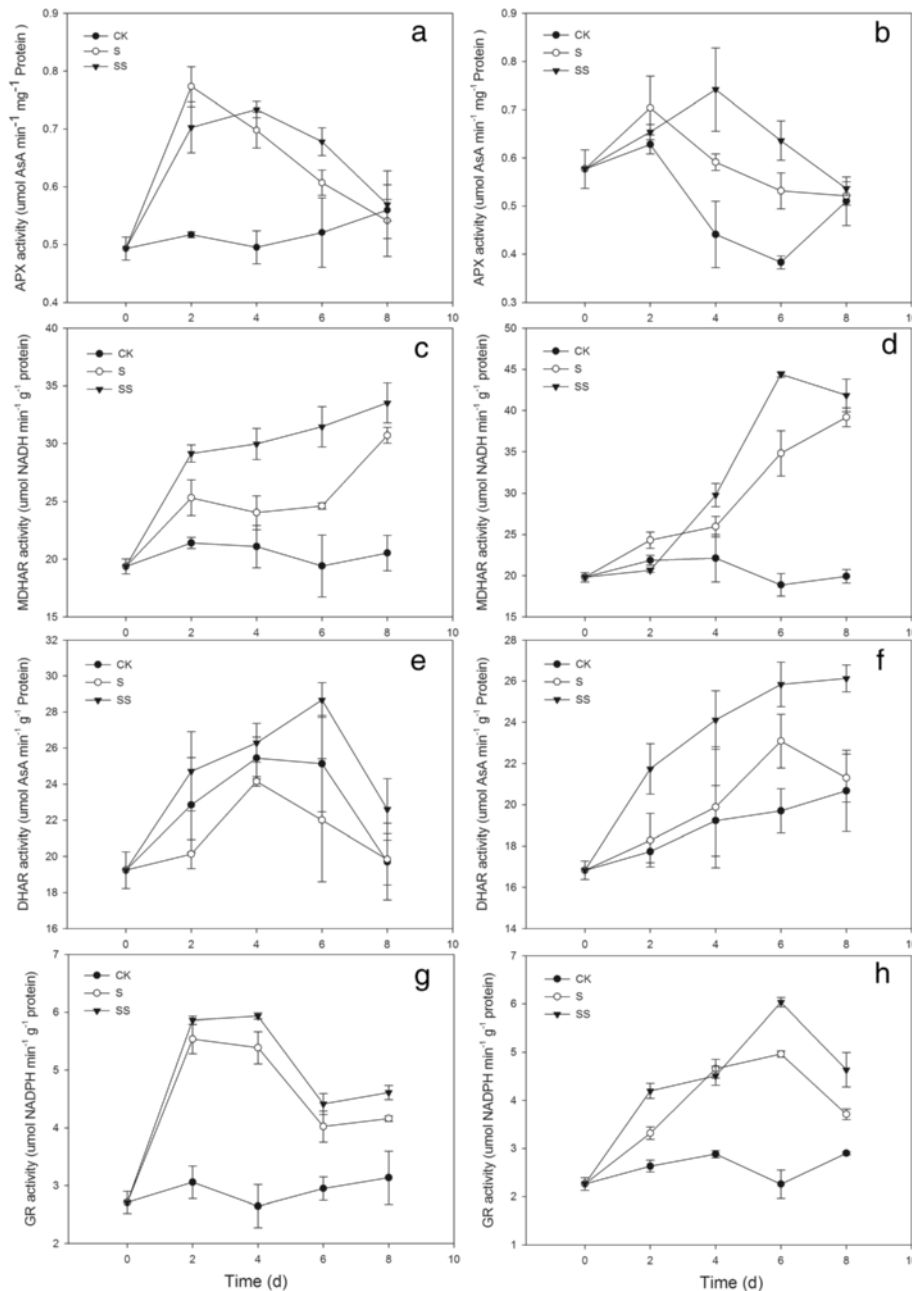 a
CK
S
SS
0.9
0.8
0.7
0.6
0.5
0.4
0 2 4 6 8 10
APX activity (umol AsA min⁻¹ mg⁻¹ Protein )
b
CK
S
SS
0.9
0.8
0.7
0.6
0.5
0.4
0.3
0 2 4 6 8 10
APX activity (umol AsA min⁻¹ mg⁻¹ Protein )
c
CK
S
SS
40
35
30
25
20
15
0 2 4 6 8 10
MDHAR activity (umol NADH min⁻¹ g⁻¹ protein)
d
CK
S
SS
50
45
40
35
30
25
20
15
0 2 4 6 8 10
MDHAR activity (umol NADH min⁻¹ g⁻¹ protein)
e
CK
S
SS
32
30
28
26
24
22
20
18
16
0 2 4 6 8 10
DHAR activity (umol AsA min⁻¹ g⁻¹ Protein)
f
CK
S
SS
28
26
24
22
20
18
16
14
0 2 4 6 8 10
DHAR activity (umol AsA min⁻¹ g⁻¹ Protein)
g
CK
S
SS
7
6
5
4
3
2
0 2 4 6 8 10
GR activity (umol NADPH min⁻¹ g⁻¹ protein)
Time (d)
h
CK
S
SS
7
6
5
4
3
2
1
0 2 4 6 8 10
GR activity (umol NADPH min⁻¹ g⁻¹ protein)
Time (d)